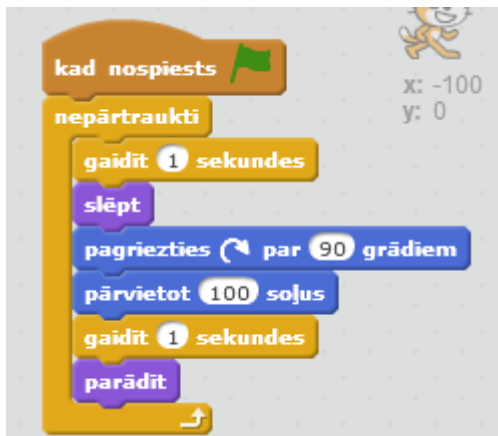 kad nospiests
x: -100
y: 0
nepārtraukti
gaidīt 1 sekundes
slēpt
pagriezties par 90 grādiem
pārvietot 100 soļus
gaidīt 1 sekundes
parādīt